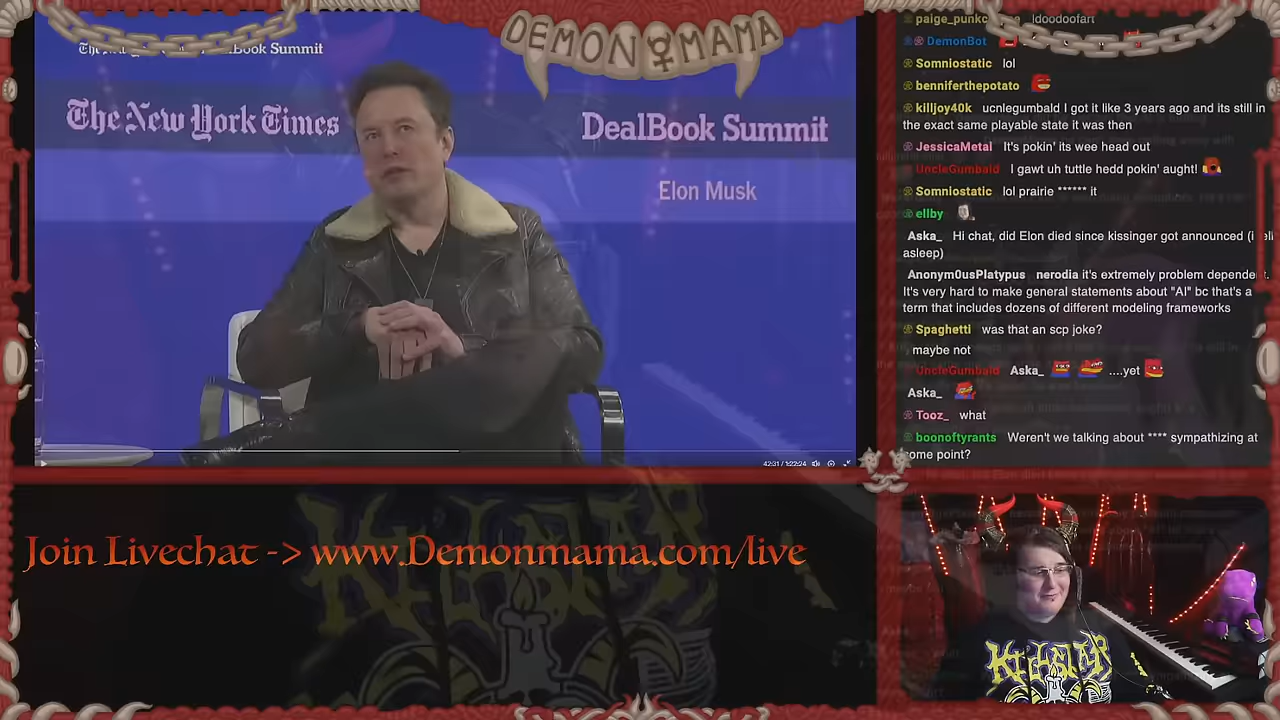 DEMON MAMA
DealBook Summit
The New York Times
DealBook Summit
Elon Musk
42:31 / 1:22:24
Join Livechat -> www.Demonmama.com/live
ldoodoofart
DemonBot
Somniostatic lol
benniferthepotato
killjoy40k ucnlegumbald I got it like 3 years ago and its still in
the exact same playable state it was then
JessicaMetal It's pokin' its wee head out
UncleGumbald I gawt uh tuttle hedd pokin' aught!
Somniostatic lol prairie ****** it
ellby
Aska_ Hi chat, did Elon died since kissinger got announced (i
asleep)
Anonym0usPlatypus nerodia it's extremely problem dependent.
It's very hard to make general statements about "AI" bc that's a
term that includes dozens of different modeling frameworks
Spaghetti was that an scp joke?
maybe not
UncleGumbald Aska_ ....yet
Aska_
Tooz_ what
boonoftyrants Weren't we talking about **** sympathizing at
some point?